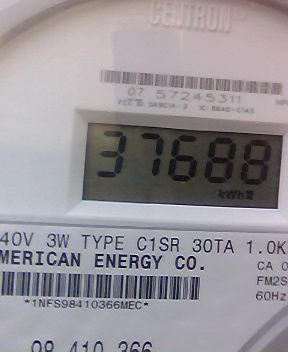 CENTRON®
07 57245311
37688
kWh
40V 3W TYPE C1SR 30TA 1.0K
MERICAN ENERGY CO.
CA 0
FM2S
60Hz
*1NFS98410366MEC*
98 410 366